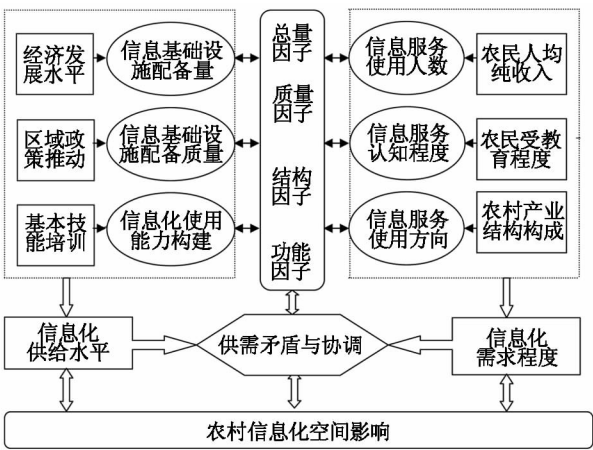 经济发
展水平
信息基础设
施配备量
区域政
策推动
信息基础设
施配备质量
基本技
能培训
信息化使用
能力构建
总量
因子
质量
因子
结构
因子
功能
因子
信息服务
使用人数
农民人均
纯收入
信息服务
认知程度
农民受教
育程度
信息服务
使用方向
农村产业
结构构成
信息化
供给水平
供需矛盾与协调
信息化
需求程度
农村信息化空间影响